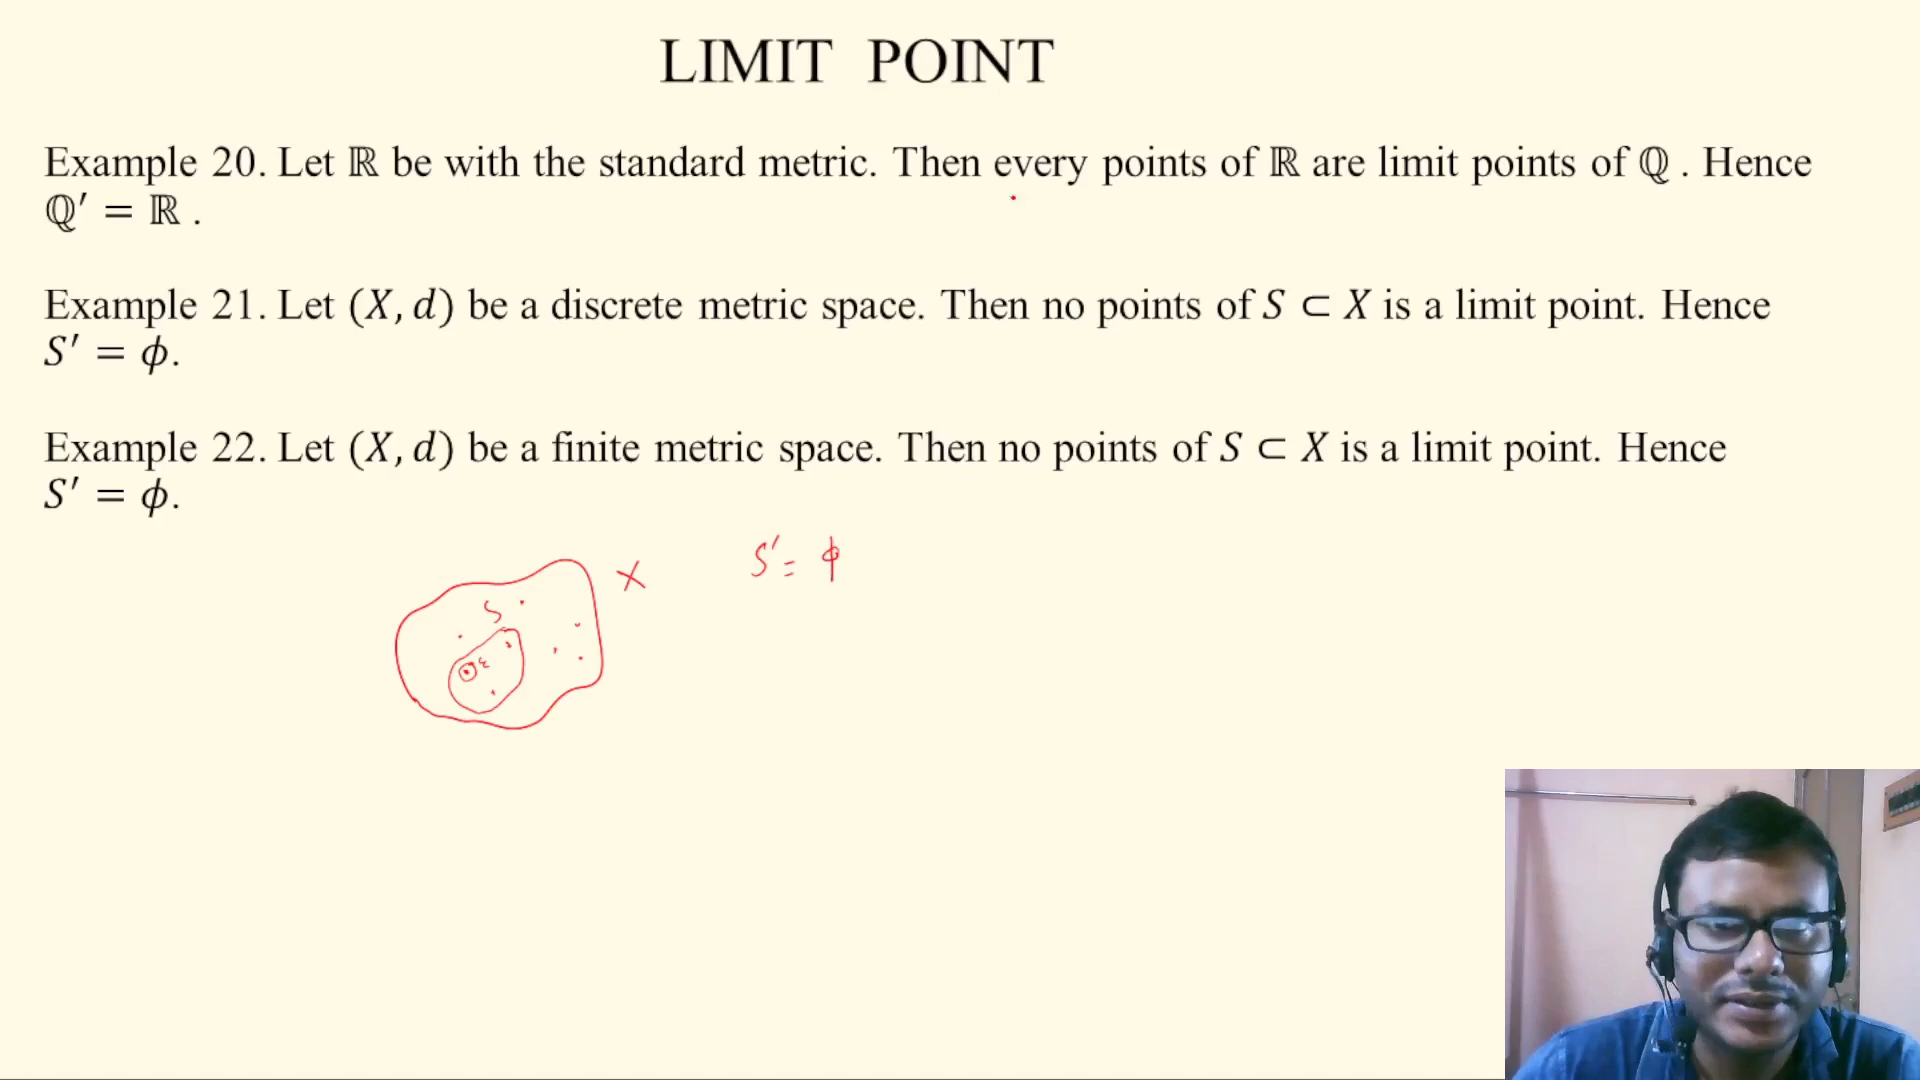 LIMIT POINT
Example 20. Let ℝ be with the standard metric. Then every points of ℝ are limit points of ℚ . Hence
ℚ′ = ℝ .
Example 21. Let (X, d) be a discrete metric space. Then no points of S ⊂ X is a limit point. Hence
S′ = ϕ.
Example 22. Let (X, d) be a finite metric space. Then no points of S ⊂ X is a limit point. Hence
S′ = ϕ.
X S′ = ϕ
S
ε